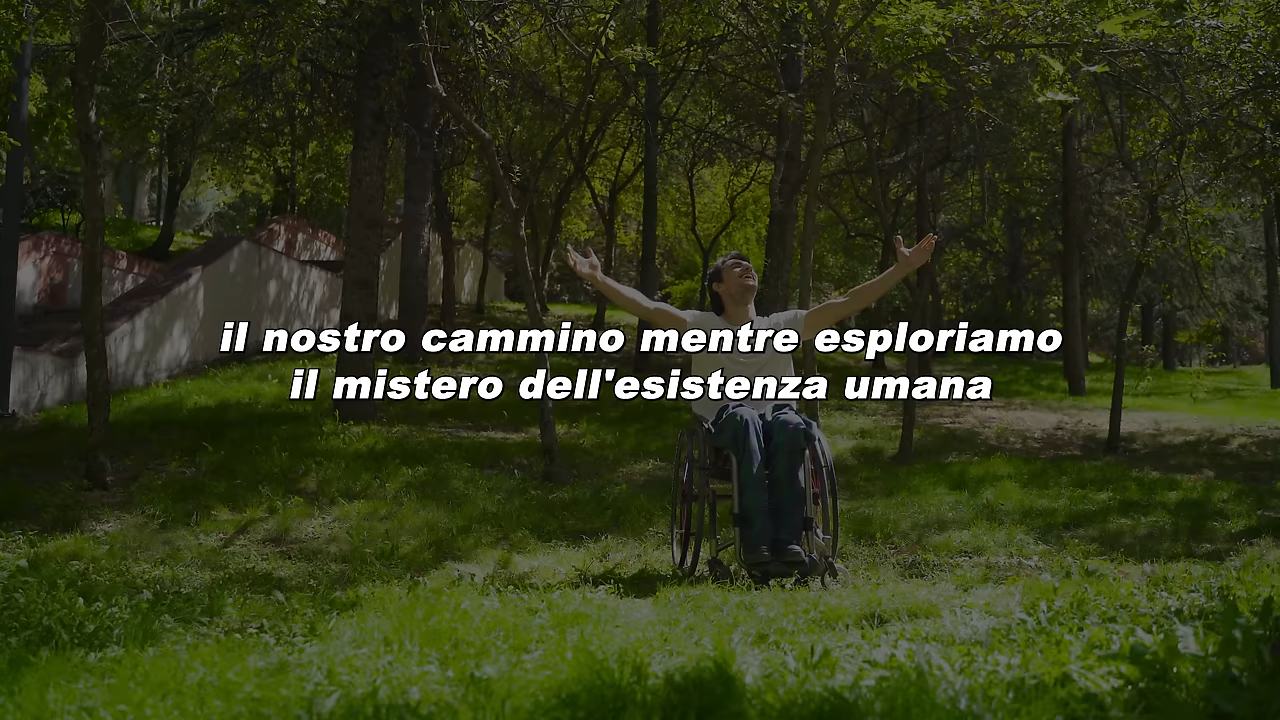 il nostro cammino mentre esploriamo
il mistero dell'esistenza umana